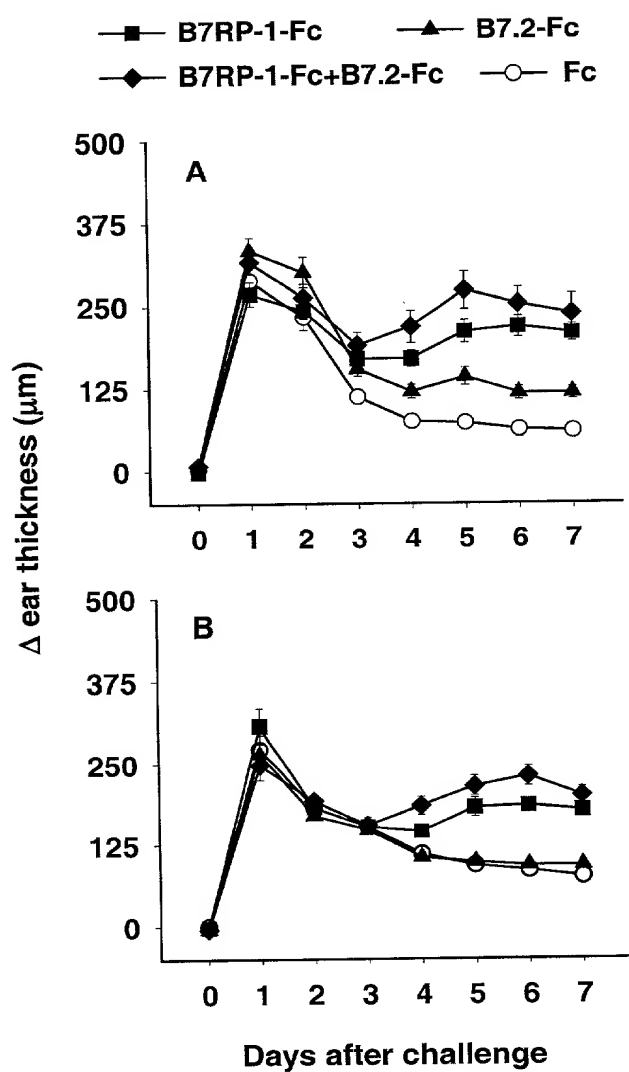 B7RP-1-Fc
B7.2-Fc
B7RP-1-Fc+B7.2-Fc
Fc
Δ ear thickness (μm)
A
500
375
250
125
0
0 1 2 3 4 5 6 7
B
500
375
250
125
0
0 1 2 3 4 5 6 7
Days after challenge